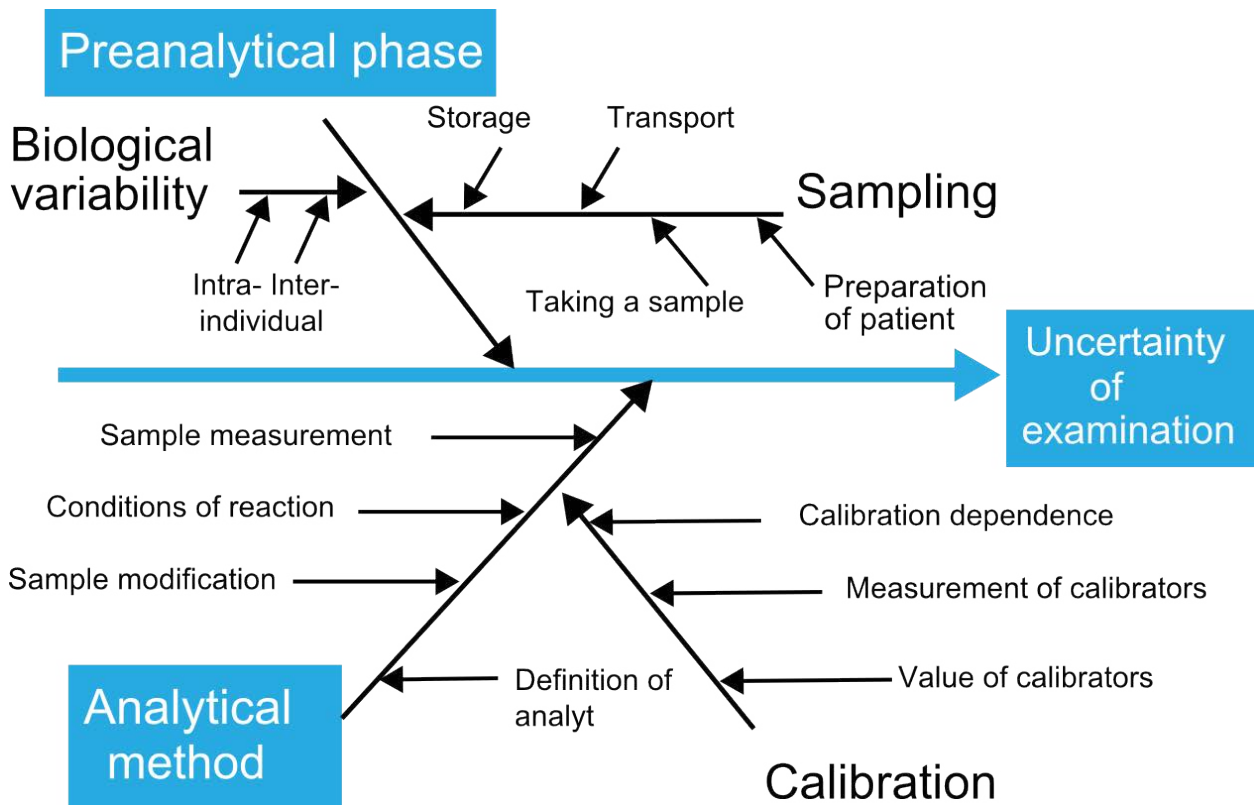 Preanalytical phase
Storage
Transport
Biological
variability
Sampling
Intra- Inter-
individual
Taking a sample
Preparation
of patient
Uncertainty
of
examination
Sample measurement
Conditions of reaction
Calibration dependence
Sample modification
Measurement of calibrators
Definition of
analyt
Value of calibrators
Analytical
method
Calibration